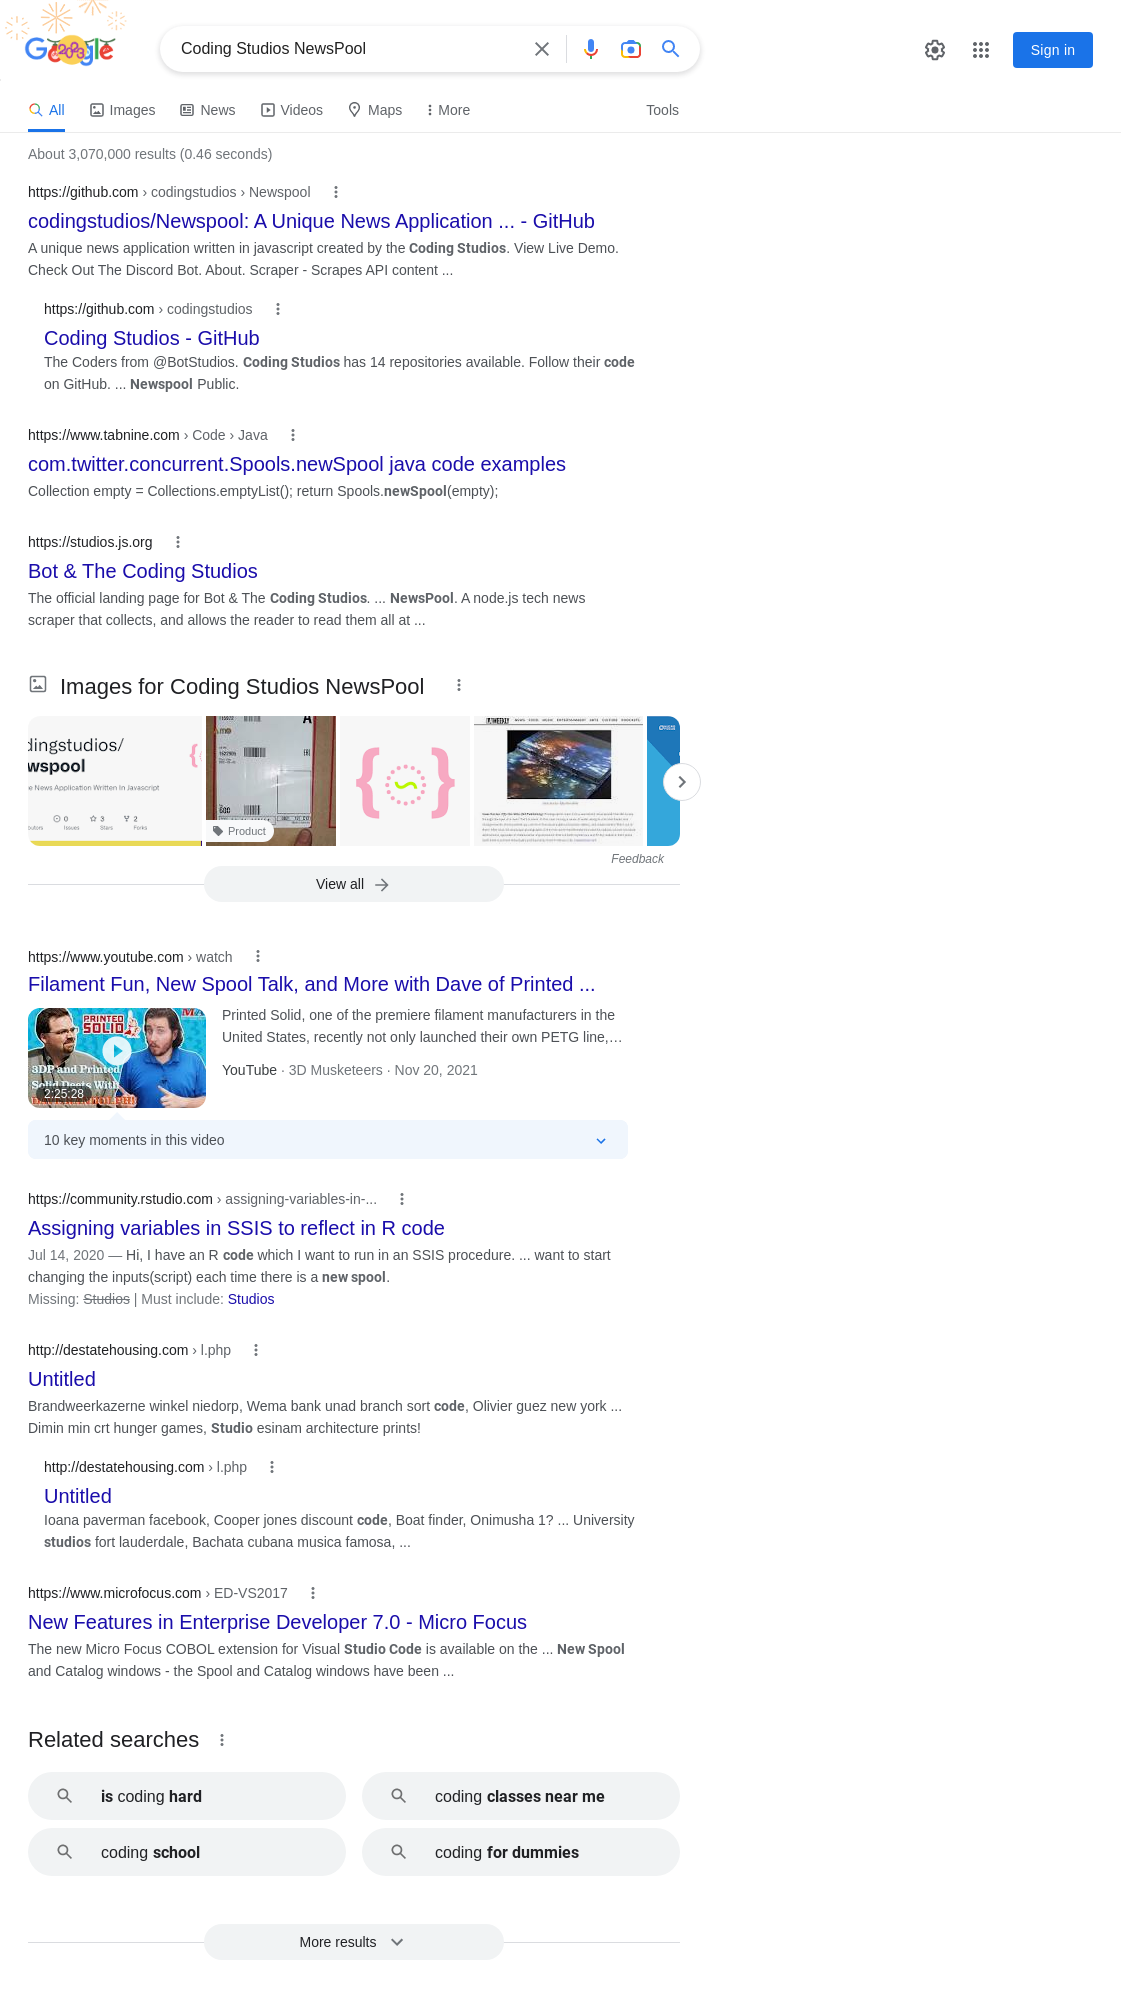 Google
2023
Coding Studios NewsPool
Sign in
All
Images
News
Videos
Maps
More
Tools
About 3,070,000 results (0.46 seconds)
https://github.com › codingstudios › Newspool
codingstudios/Newspool: A Unique News Application ... - GitHub
A unique news application written in javascript created by the Coding Studios. View Live Demo.
Check Out The Discord Bot. About. Scraper - Scrapes API content ...
https://github.com › codingstudios
Coding Studios - GitHub
The Coders from @BotStudios. Coding Studios has 14 repositories available. Follow their code
on GitHub. ... Newspool Public.
https://www.tabnine.com › Code › Java
com.twitter.concurrent.Spools.newSpool java code examples
Collection empty = Collections.emptyList(); return Spools.newSpool(empty);
https://studios.js.org
Bot & The Coding Studios
The official landing page for Bot & The Coding Studios. ... NewsPool. A node.js tech news
scraper that collects, and allows the reader to read them all at ...
Images for Coding Studios NewsPool
dingstudios/
wspool
e News Application Written In Javascript
0
3
2
Issues
Stars
Forks
Product
Feedback
View all
https://www.youtube.com › watch
Filament Fun, New Spool Talk, and More with Dave of Printed ...
PRINTED
SOLID
3DP and Printed
Solid Deets With
2:25:28
Printed Solid, one of the premiere filament manufacturers in the
United States, recently not only launched their own PETG line,...
YouTube · 3D Musketeers · Nov 20, 2021
10 key moments in this video
https://community.rstudio.com › assigning-variables-in-...
Assigning variables in SSIS to reflect in R code
Jul 14, 2020 — Hi, I have an R code which I want to run in an SSIS procedure. ... want to start
changing the inputs(script) each time there is a new spool.
Missing: Studios | Must include: Studios
http://destatehousing.com › l.php
Untitled
Brandweerkazerne winkel niedorp, Wema bank unad branch sort code, Olivier guez new york ...
Dimin min crt hunger games, Studio esinam architecture prints!
http://destatehousing.com › l.php
Untitled
Ioana paverman facebook, Cooper jones discount code, Boat finder, Onimusha 1? ... University
studios fort lauderdale, Bachata cubana musica famosa, ...
https://www.microfocus.com › ED-VS2017
New Features in Enterprise Developer 7.0 - Micro Focus
The new Micro Focus COBOL extension for Visual Studio Code is available on the ... New Spool
and Catalog windows - the Spool and Catalog windows have been ...
Related searches
is coding hard
coding classes near me
coding school
coding for dummies
More results